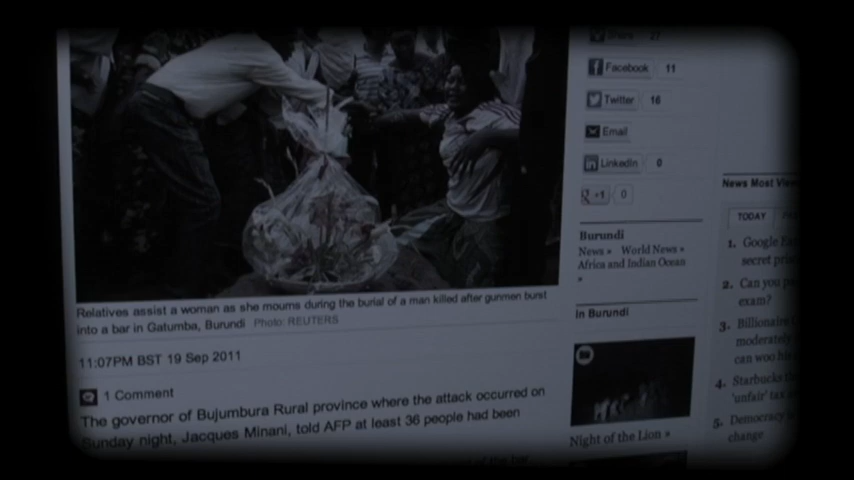 Share 27
Facebook 11
Twitter 16
Email
LinkedIn 0
+1 0
Burundi
News » World News »
Africa and Indian Ocean
»
In Burundi
Night of the Lion »
News Most
TODAY
1. Google
secret
2. Can you
exam?
3. Billionaire
moderately
can woo
4. Starbucks
'unfair' tax
5. Democracy
change
Relatives assist a woman as she mourns during the burial of a man killed after gunmen burst
into a bar in Gatumba, Burundi Photo: REUTERS
11:07PM BST 19 Sep 2011
1 Comment
The governor of Bujumbura Rural province where the attack occurred on
Sunday night, Jacques Minani, told AFP at least 36 people had been